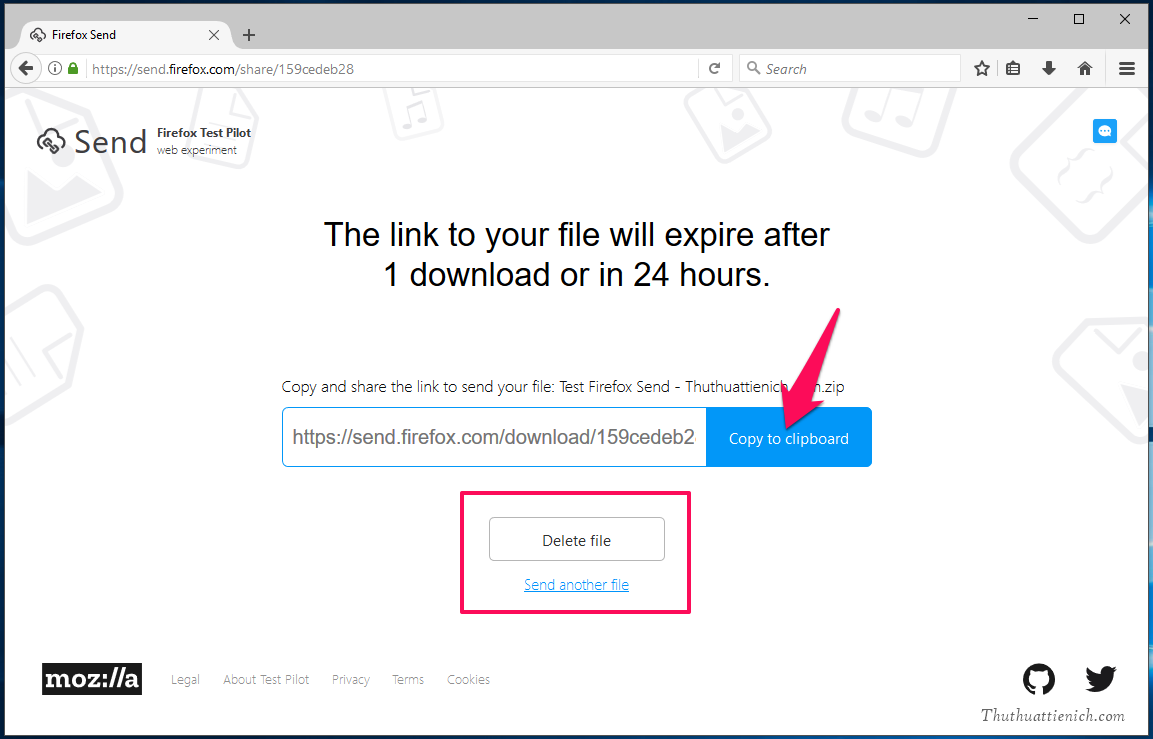 Firefox Send
https://send.firefox.com/share/159cedeb28
Search
Send
Firefox Test Pilot
web experiment
The link to your file will expire after
1 download or in 24 hours.
Copy and share the link to send your file: Test Firefox Send - Thuthuattienich .zip
https://send.firefox.com/download/159cedeb2
Copy to clipboard
Delete file
Send another file
moz://a
Legal
About Test Pilot
Privacy
Terms
Cookies
Thuthuattienich.com